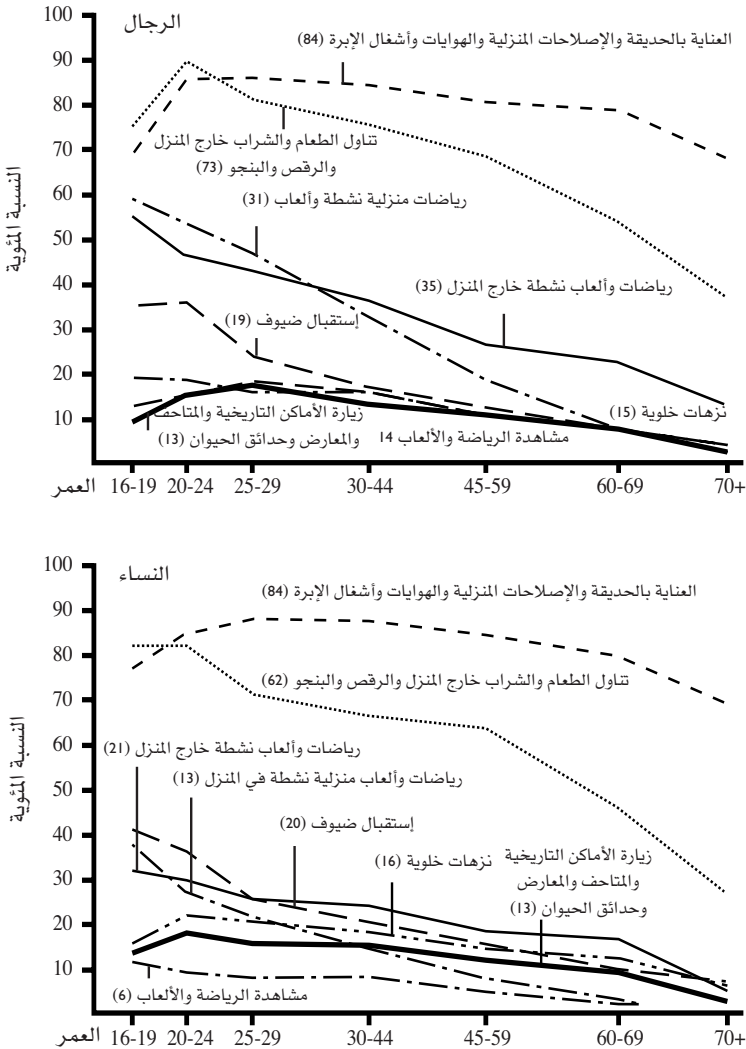 الرجال
النسبة المئوية
100
90
80
70
60
50
40
30
20
10
العناية بالحديقة والإصلاحات المنزلية والهوايات وأشغال الإبرة (84)
تناول الطعام والشراب خارج المنزل
والرقص والبنجو (73)
رياضات منزلية نشطة وألعاب (31)
رياضات وألعاب نشطة خارج المنزل (35)
إستقبال ضيوف (19)
نزهات خلوية (15)
زيارة الأماكن التاريخية والمتاحف
والمعارض وحدائق الحيوان (13)
مشاهدة الرياضة والألعاب 14
العمر 16-19 20-24 25-29 30-44 45-59 60-69 70+
النساء
النسبة المئوية
100
90
80
70
60
50
40
30
20
10
العناية بالحديقة والإصلاحات المنزلية والهوايات وأشغال الإبرة (84)
تناول الطعام والشراب خارج المنزل والرقص والبنجو (62)
رياضات وألعاب نشطة خارج المنزل (21)
رياضات وألعاب منزلية نشطة في المنزل (13)
إستقبال ضيوف (20)
نزهات خلوية (16)
زيارة الأماكن التاريخية
والمتاحف والمعارض
وحدائق الحيوان (13)
مشاهدة الرياضة والألعاب (6)
العمر 16-19 20-24 25-29 30-44 45-59 60-69 70+